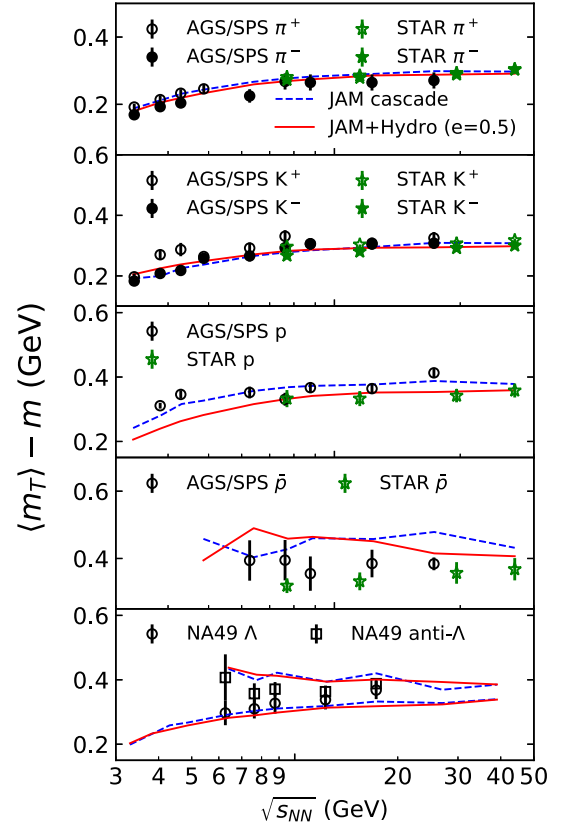 0.4
0.2
AGS/SPS π⁺ STAR π⁺
AGS/SPS π⁻ STAR π⁻
JAM cascade
JAM+Hydro (e=0.5)
0.6
0.4
0.2
AGS/SPS K⁺ STAR K⁺
AGS/SPS K⁻ STAR K⁻
0.6
0.4
0.2
AGS/SPS p
STAR p
0.6
0.4
AGS/SPS p̄ STAR p̄
0.4
0.2
NA49 Λ NA49 anti-Λ
3 4 5 6 7 8 9 20 30 40 50
√s_{NN} (GeV)
⟨m_T⟩ − m (GeV)